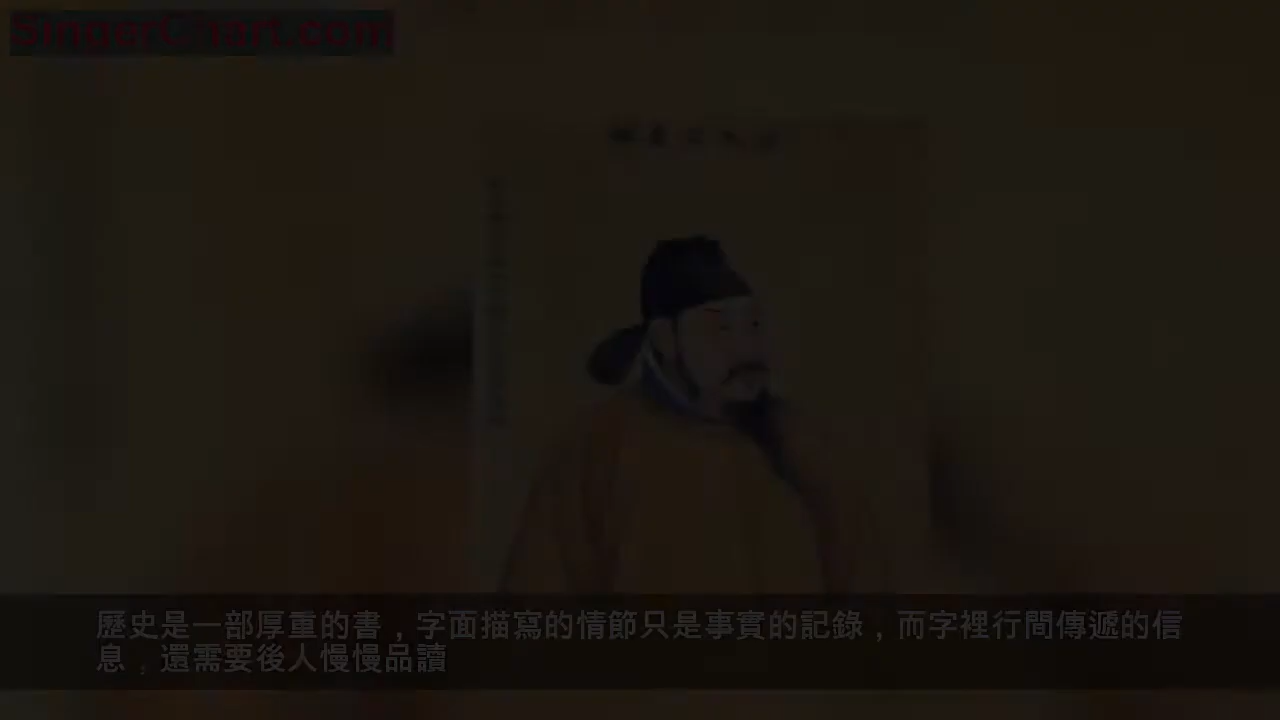 SingerChart.com
歷史是一部厚重的書，字面描寫的情節只是事實的記錄，而字裡行間傳遞的信
息，還需要後人慢慢品讀